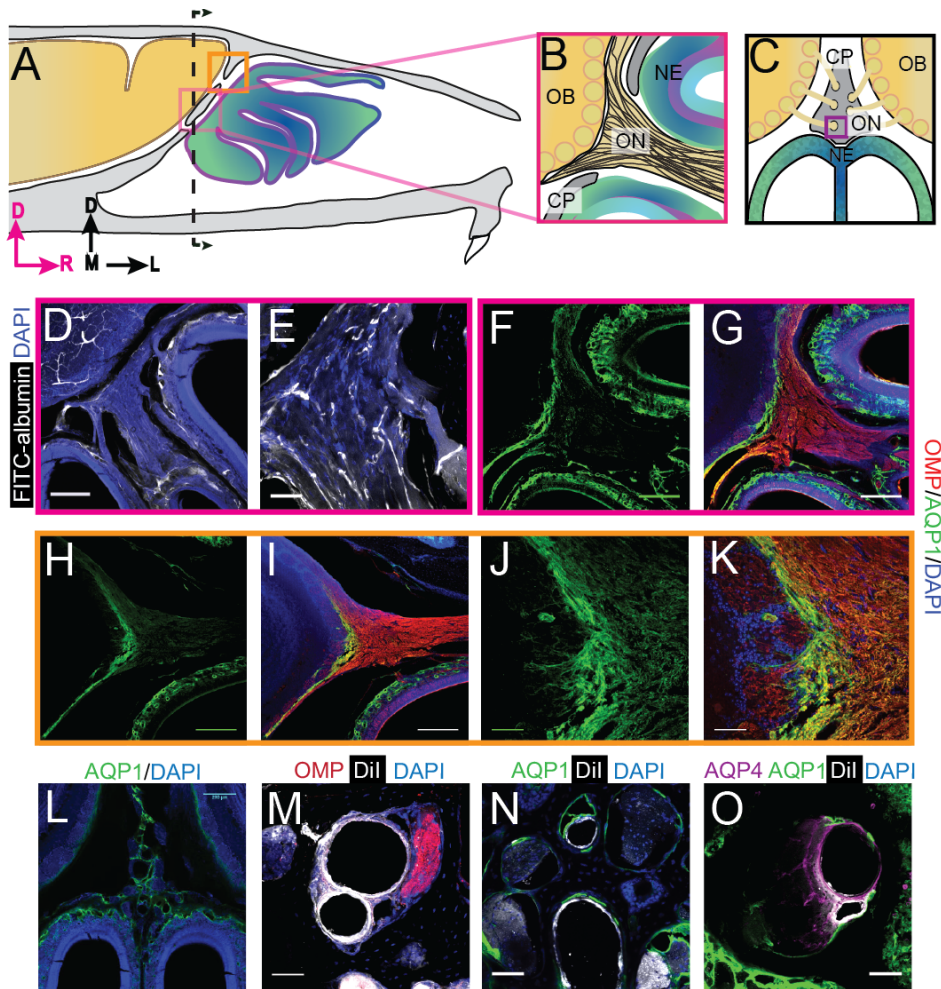 A
D
D
R
M
L
B
OB
NE
ON
CP
C
CP
OB
ON
NE
FITC-albumin DAPI
D
E
F
G
OMP/AQP1/DAPI
H
I
J
K
AQP1/DAPI
OMP DiI DAPI
AQP1 DiI DAPI
AQP4 AQP1 DiI DAPI
L
M
N
O